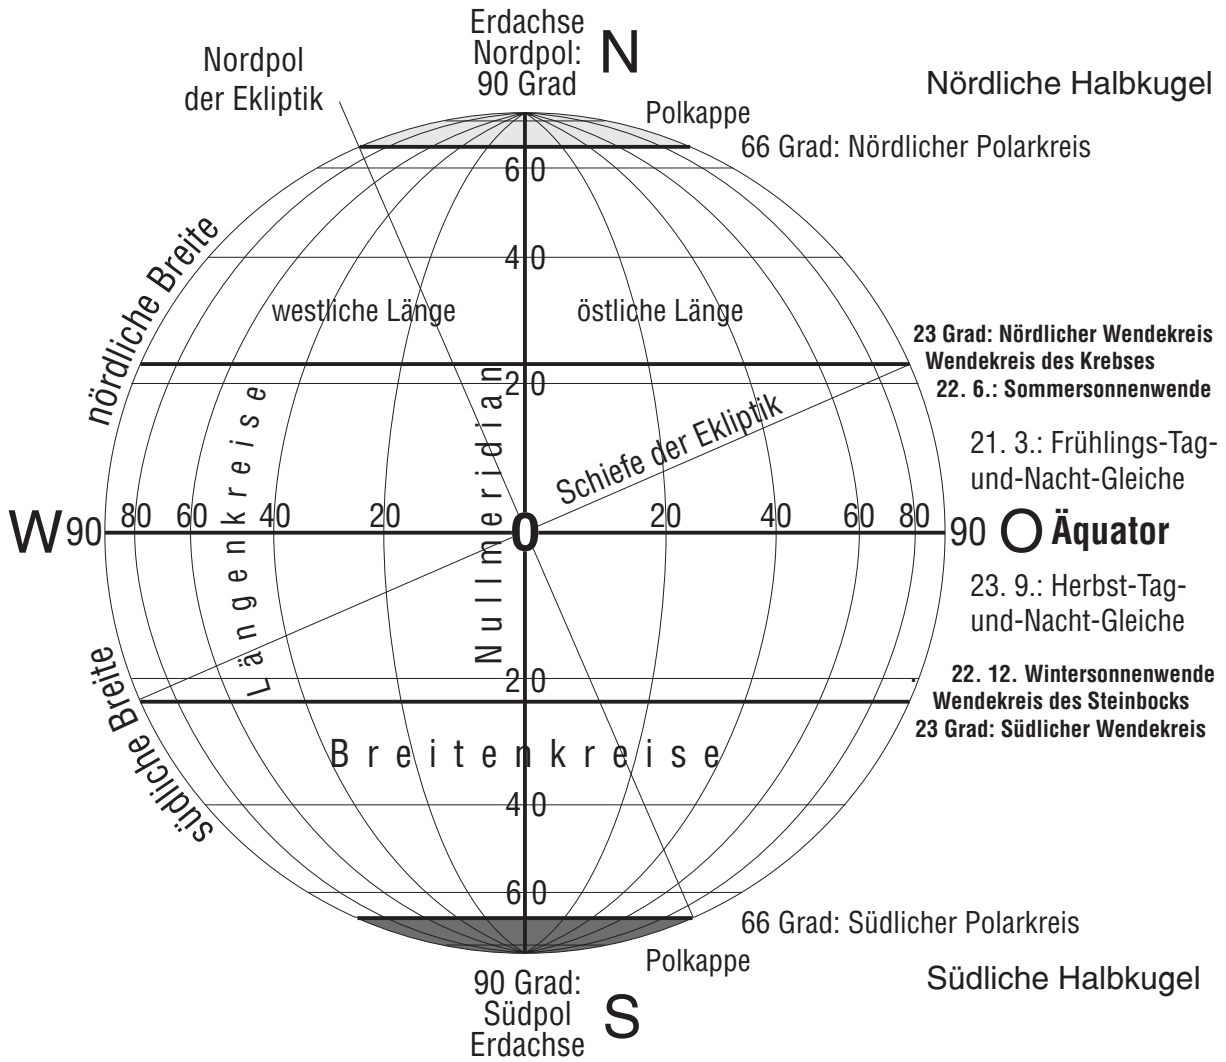 Erdachse
Nordpol:
90 Grad
N
Nordpol
der Ekliptik
Nördliche Halbkugel
Polkappe
66 Grad: Nördlicher Polarkreis
60
40
nördliche Breite
westliche Länge
östliche Länge
23 Grad: Nördlicher Wendekreis
Wendekreis des Krebses
22. 6.: Sommersonnenwende
20
Längenkreise
Nullmeridian
Schiefe der Ekliptik
21. 3.: Frühlings-Tag-
und-Nacht-Gleiche
W 90 80 60 40 20 0 20 40 60 80 90 O Äquator
23. 9.: Herbst-Tag-
und-Nacht-Gleiche
südliche Breite
20
22. 12. Wintersonnenwende
Wendekreis des Steinbocks
23 Grad: Südlicher Wendekreis
Breitenkreise
40
60
66 Grad: Südlicher Polarkreis
Polkappe
Südliche Halbkugel
90 Grad:
Südpol
Erdachse
S